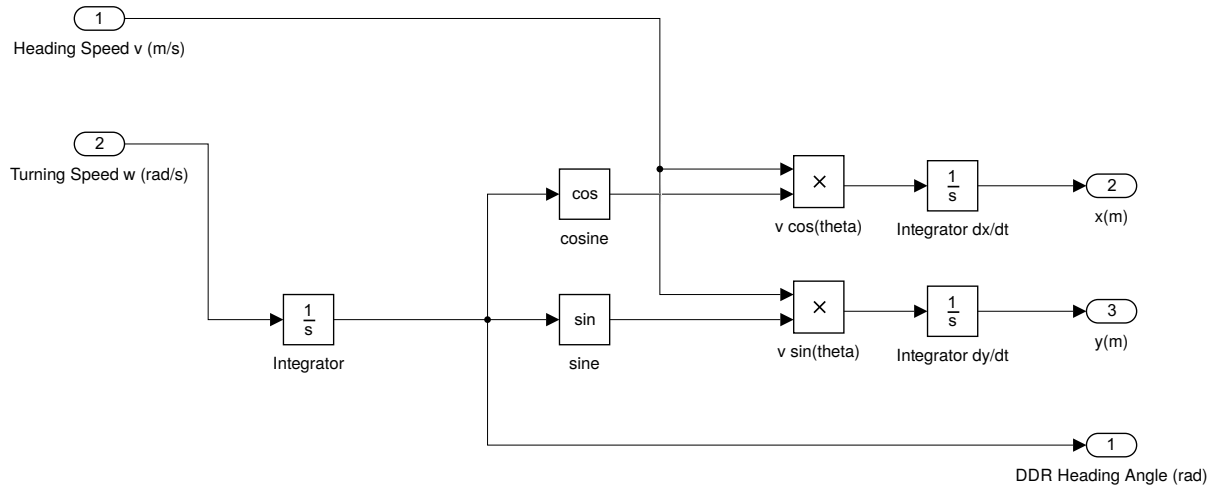 1
Heading Speed v (m/s)
2
Turning Speed w (rad/s)
cos
cosine
×
v cos(theta)
1
s
Integrator dx/dt
2
x(m)
1
s
Integrator
sin
sine
×
v sin(theta)
1
s
Integrator dy/dt
3
y(m)
1
DDR Heading Angle (rad)